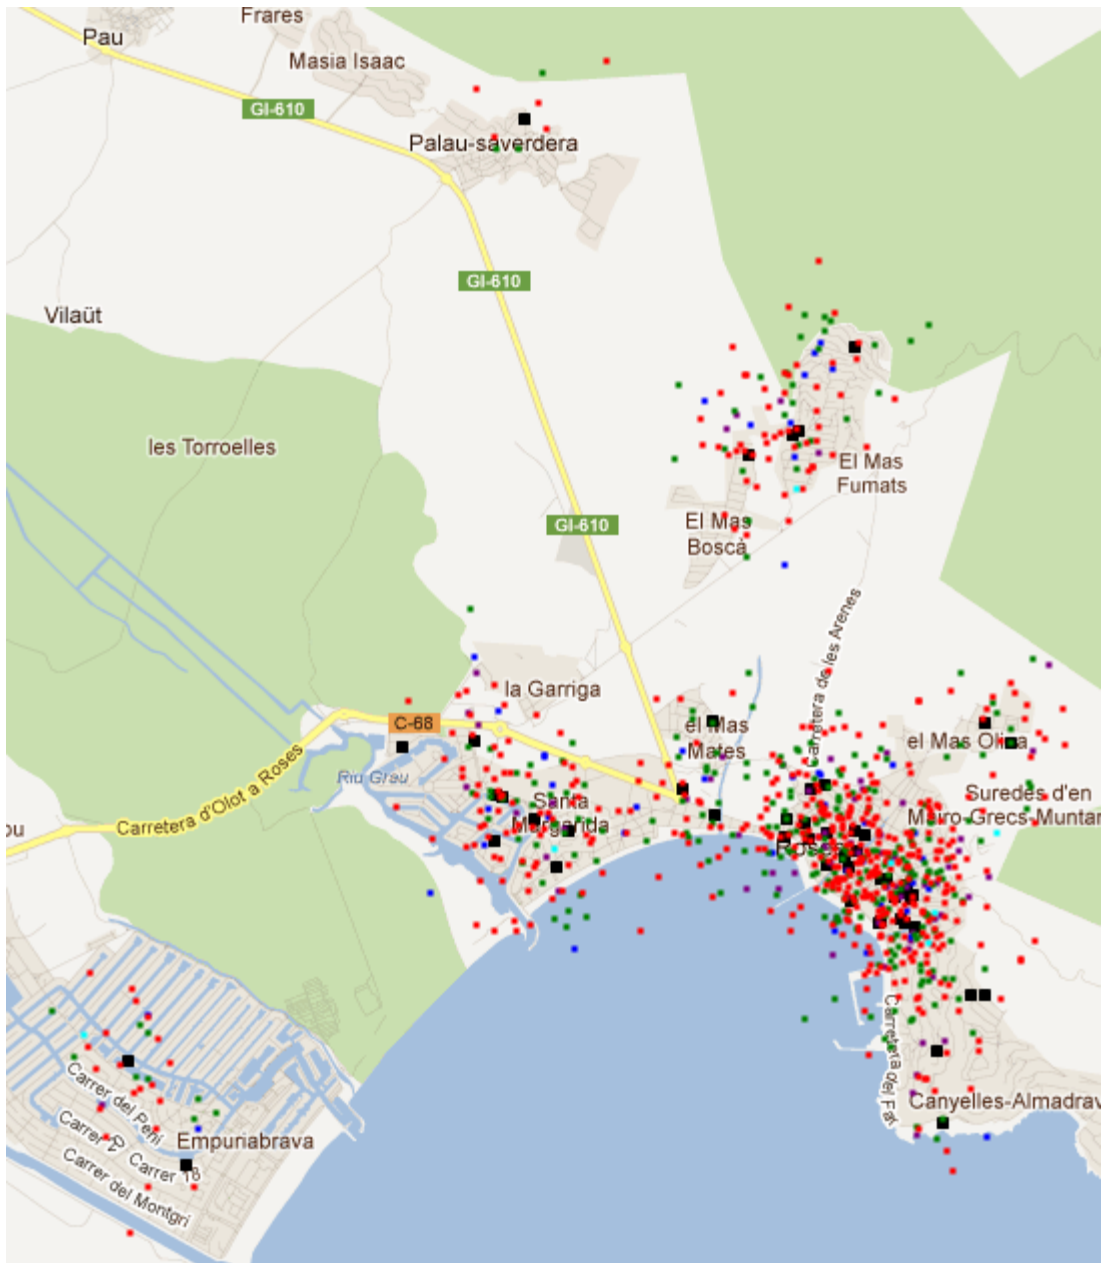 Frares
Pau
Masia Isaac
GI-610
Palau-saverdera
GI-610
Vilaüt
les Torroelles
El Mas
Fumats
GI-610
El Mas
Boscà
Carretera de les Arenes
la Garriga
C-68
el Mas
Mates
el Mas Oliva
Riu Grau
Carretera d'Olot a Roses
Santa
Margarida
Suredes d'en
Mairo-Grecs-Muntar
ou
Roses
Carretera del Far
Carrer del Peni
Canyelles-Almadrav
Empuriabrava
Carrer
Carrer 18
Carrer del Montgrí